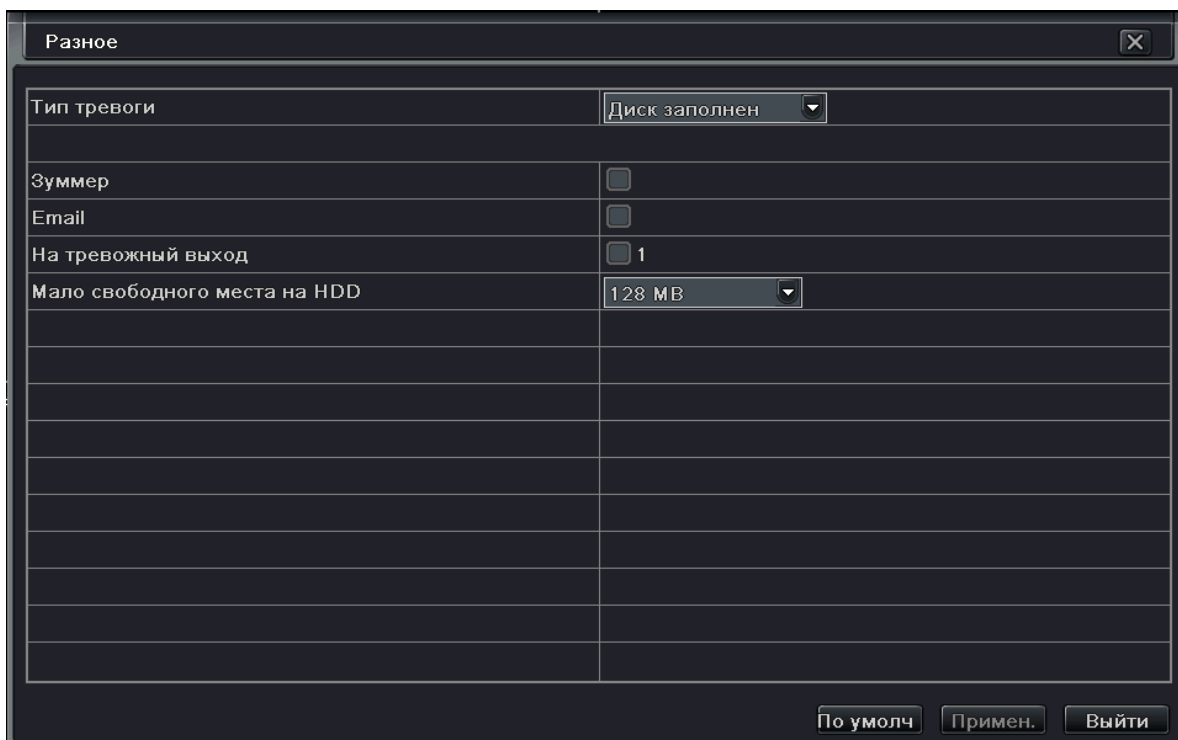 Разное
Тип тревоги Диск заполнен
Зуммер
Email
На тревожный выход 1
Мало свободного места на HDD 128 MB
По умолч Примен. Выйти